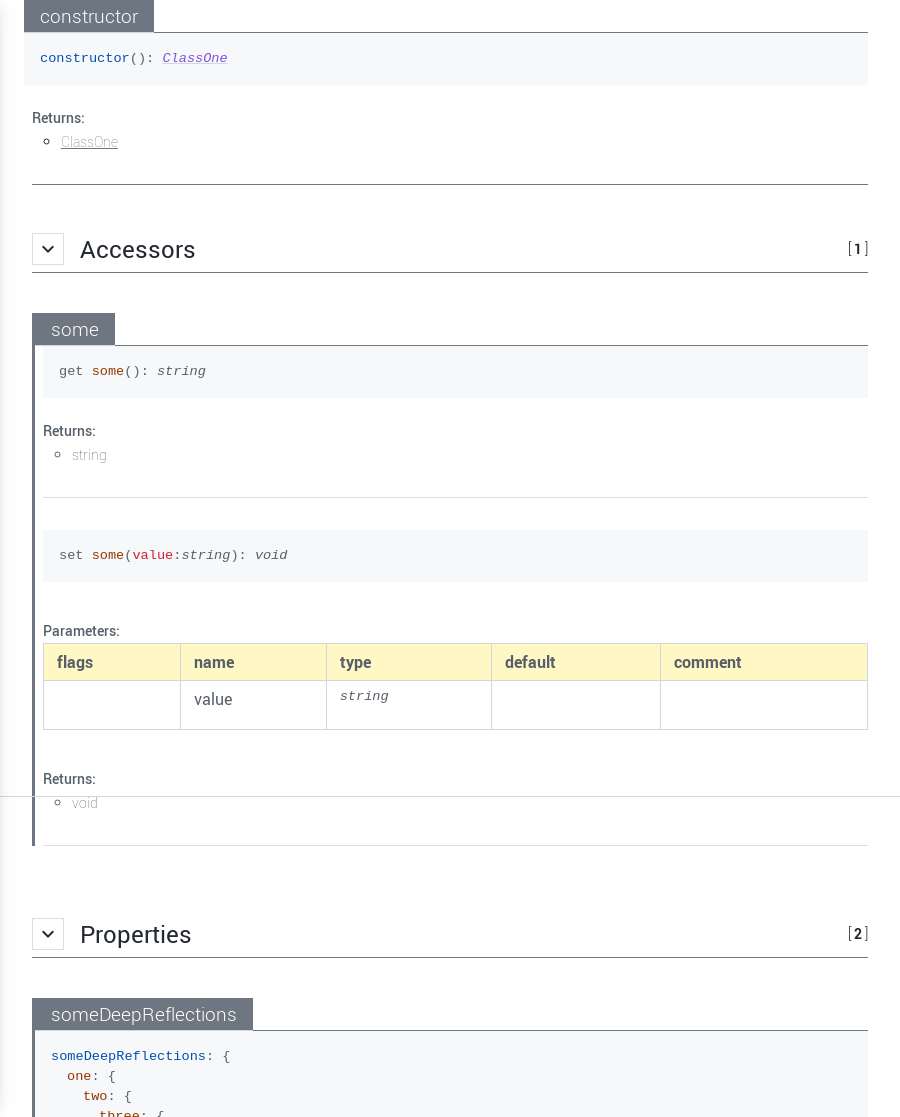 constructor
constructor(): ClassOne
Returns:
ClassOne
Accessors
[ 1 ]
some
get some(): string
Returns:
string
set some(value:string): void
Parameters:
flags name type default comment
value string
Returns:
void
Properties
[ 2 ]
someDeepReflections
someDeepReflections: {
one: {
two: {
three: {